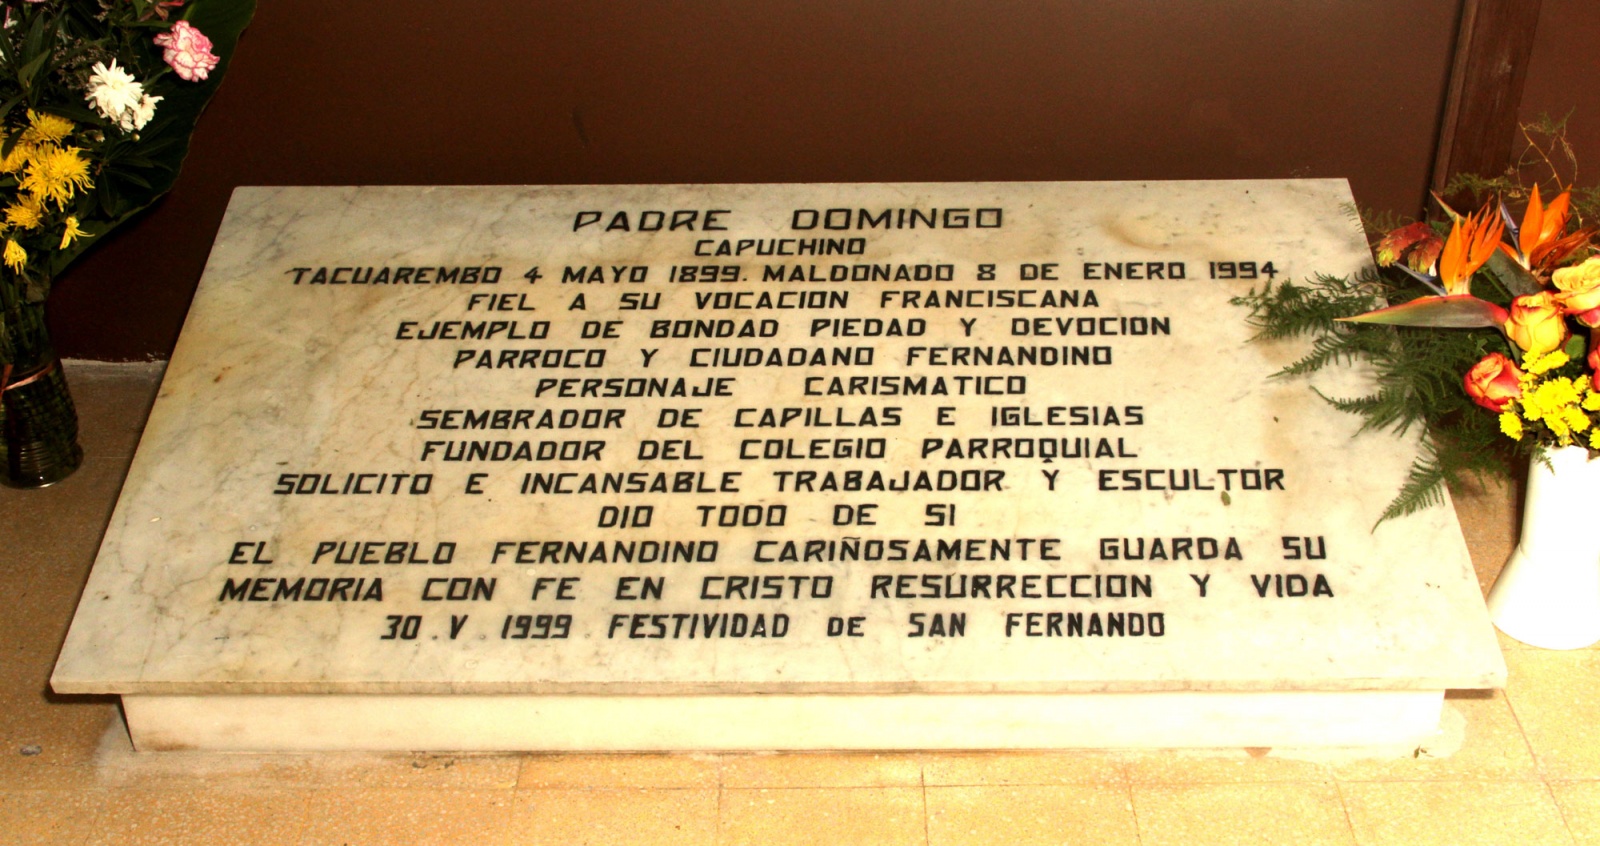 PADRE DOMINGO
CAPUCHINO
TACUAREMBO 4 MAYO 1899. MALDONADO 8 DE ENERO 1994
FIEL A SU VOCACION FRANCISCANA
EJEMPLO DE BONDAD PIEDAD Y DEVOCION
PARROCO Y CIUDADANO FERNANDINO
PERSONAJE CARISMATICO
SEMBRADOR DE CAPILLAS E IGLESIAS
FUNDADOR DEL COLEGIO PARROQUIAL
SOLICITO E INCANSABLE TRABAJADOR Y ESCULTOR
DIO TODO DE SI
EL PUEBLO FERNANDINO CARIÑOSAMENTE GUARDA SU
MEMORIA CON FE EN CRISTO RESURRECCION Y VIDA
30.V.1999. FESTIVIDAD DE SAN FERNANDO